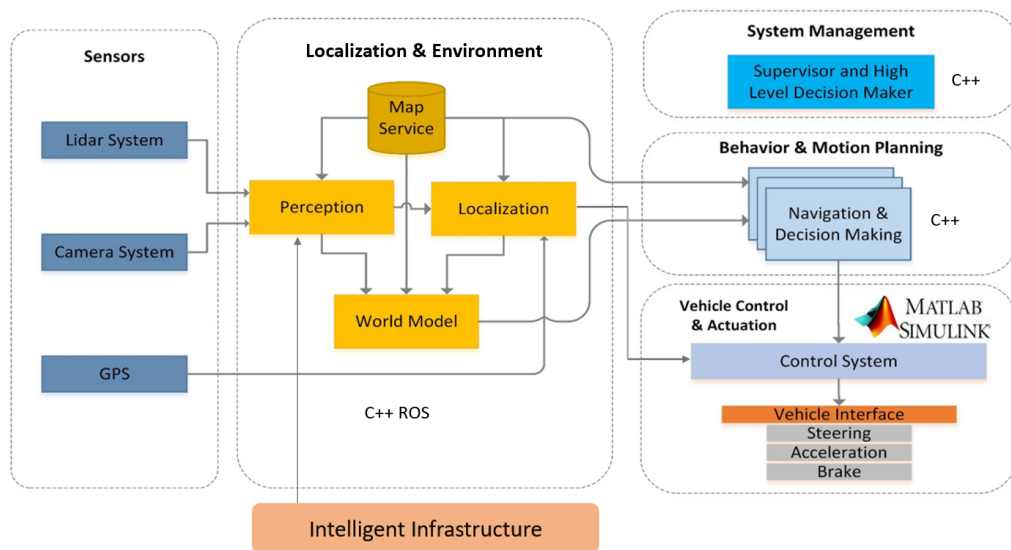 Sensors
Lidar System
Camera System
GPS
Localization & Environment
Map
Service
Perception
Localization
World Model
C++ ROS
Intelligent Infrastructure
System Management
Supervisor and High
Level Decision Maker
C++
Behavior & Motion Planning
Navigation &
Decision Making
C++
Vehicle Control
& Actuation
MATLAB
SIMULINK®
Control System
Vehicle Interface
Steering
Acceleration
Brake